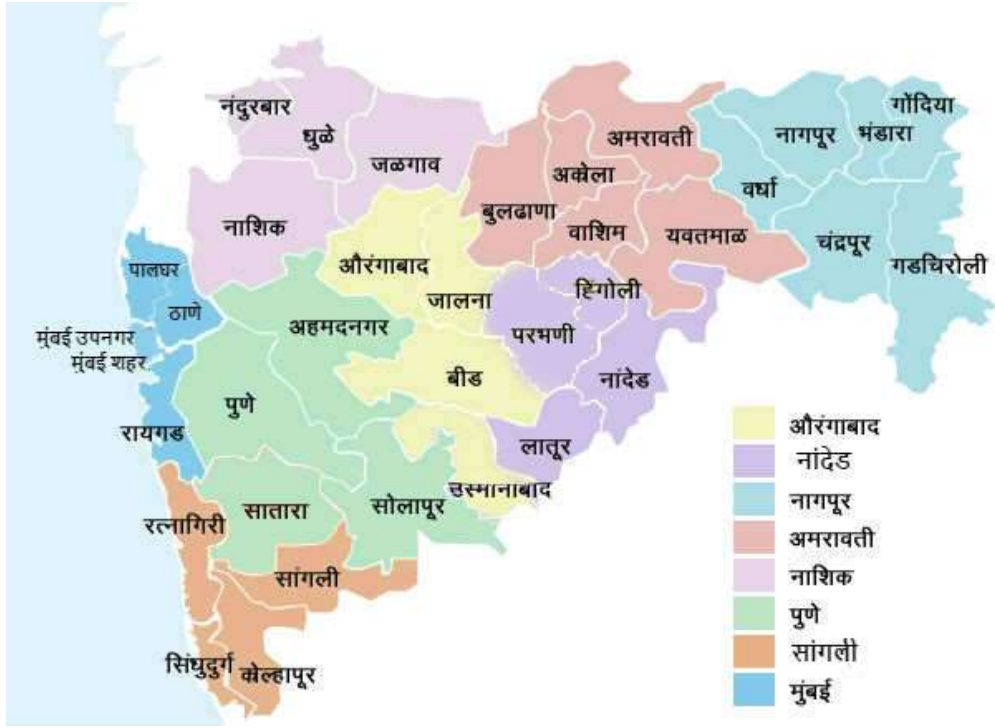 नंदुरबार
धुळे
जळगाव
नाशिक
अमरावती
अकोला
बुलढाणा
वाशिम
यवतमाळ
नागपूर
भंडारा
गोंदिया
वर्धा
चंद्रपूर
गडचिरोली
पालघर
ठाणे
मुंबई उपनगर
मुंबई शहर
रायगड
औरंगाबाद
जालना
अहमदनगर
बीड
हिंगोली
परभणी
नांदेड
लातूर
उस्मानाबाद
पुणे
सातारा
सोलापूर
रत्नागिरी
सांगली
सिंधुदुर्ग
कोल्हापूर
औरंगाबाद
नांदेड
नागपूर
अमरावती
नाशिक
पुणे
सांगली
मुंबई